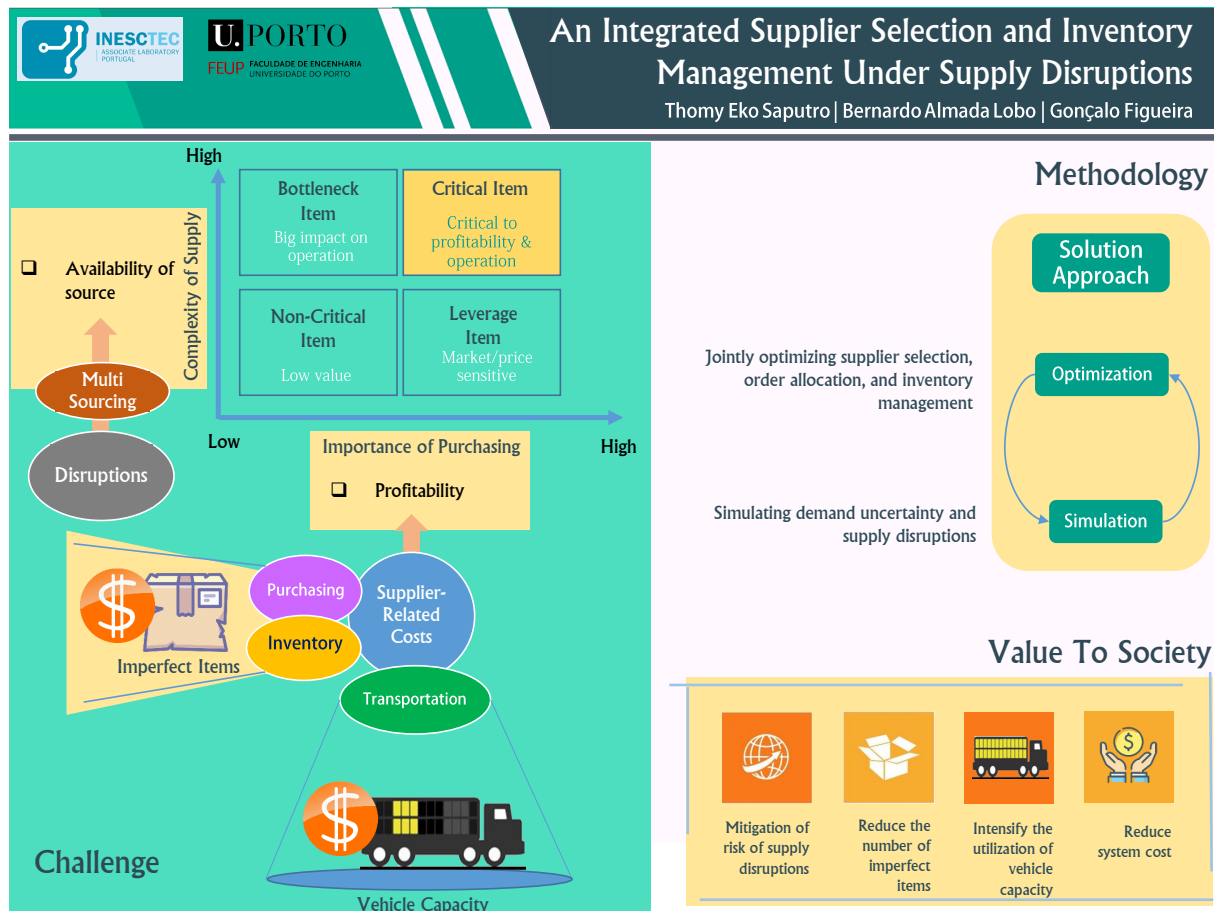 INESCTEC
ASSOCIATE LABORATORY
PORTUGAL
U. PORTO
FEUP FACULDADE DE ENGENHARIA
UNIVERSIDADE DO PORTO
An Integrated Supplier Selection and Inventory
Management Under Supply Disruptions
Thomy Eko Saputro | Bernardo Almada Lobo | Gonçalo Figueira
High
Complexity of Supply
Bottleneck
Item
Big impact on
operation
Critical Item
Critical to
profitability &
operation
Non-Critical
Item
Low value
Leverage
Item
Market/price
sensitive
Low
High
❑ Availability of
source
Multi
Sourcing
Disruptions
Importance of Purchasing
❑ Profitability
Purchasing
Inventory
Supplier-
Related
Costs
Transportation
$
Imperfect Items
$
Vehicle Capacity
Challenge
Methodology
Solution
Approach
Jointly optimizing supplier selection,
order allocation, and inventory
management
Optimization
Simulating demand uncertainty and
supply disruptions
Simulation
Value To Society
$
Mitigation of
risk of supply
disruptions
Reduce the
number of
imperfect
items
Intensify the
utilization of
vehicle
capacity
Reduce
system cost